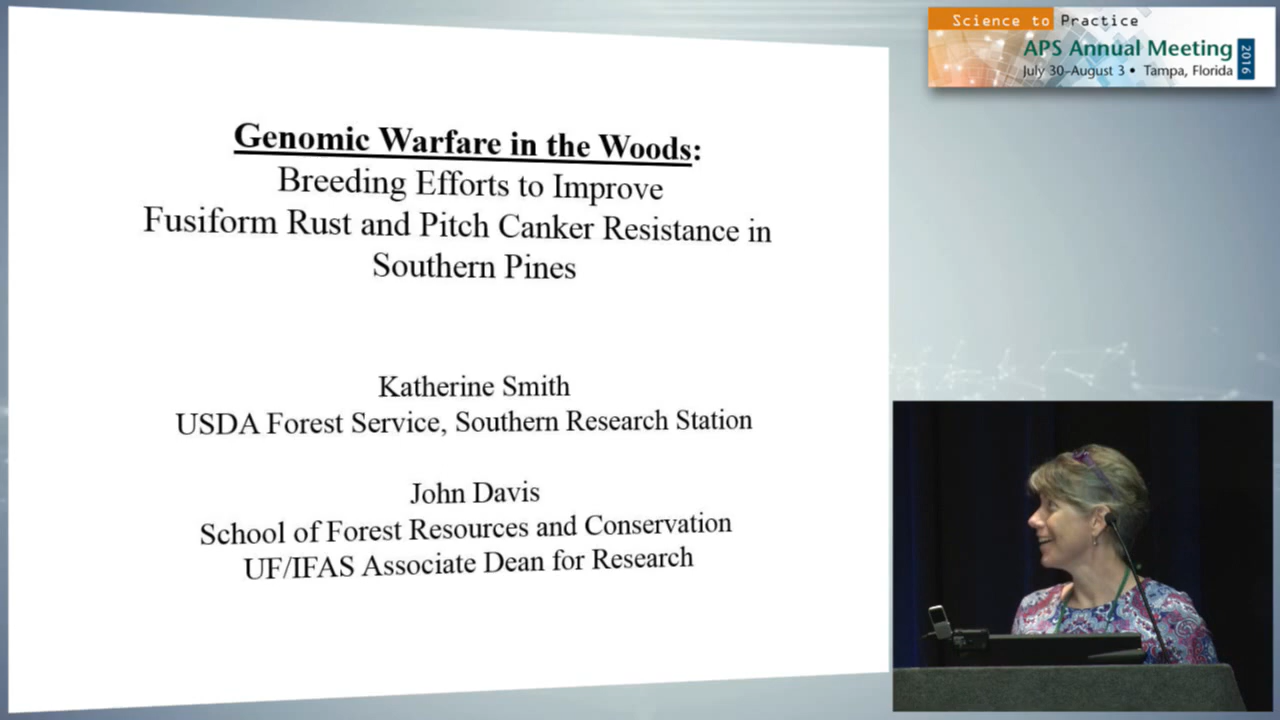 Genomic Warfare in the Woods:
Breeding Efforts to Improve
Fusiform Rust and Pitch Canker Resistance in
Southern Pines
Katherine Smith
USDA Forest Service, Southern Research Station
John Davis
School of Forest Resources and Conservation
UF/IFAS Associate Dean for Research
Science to Practice
APS Annual Meeting
2016
July 30-August 3 • Tampa, Florida